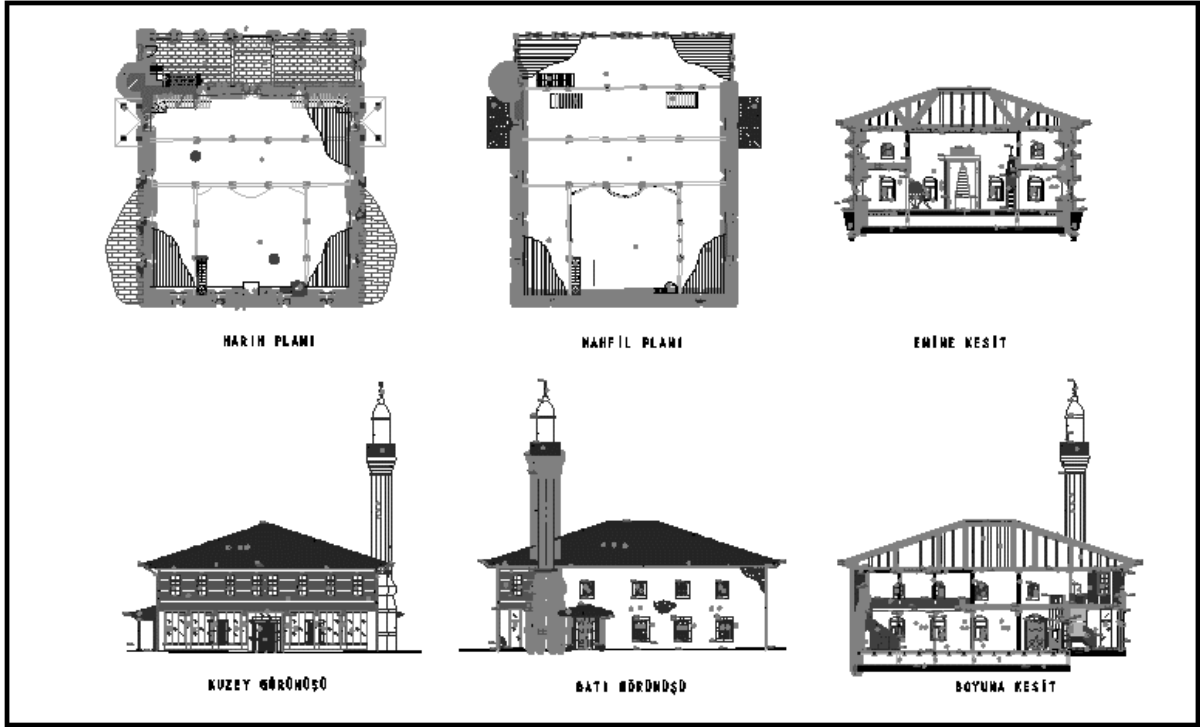 HARIM PLANI
MAHFİL PLANI
ENİNE KESİT
KUZEY GÖRÜNÜŞÜ
BATI GÖRÜNÜŞÜ
BOYUNA KESİT